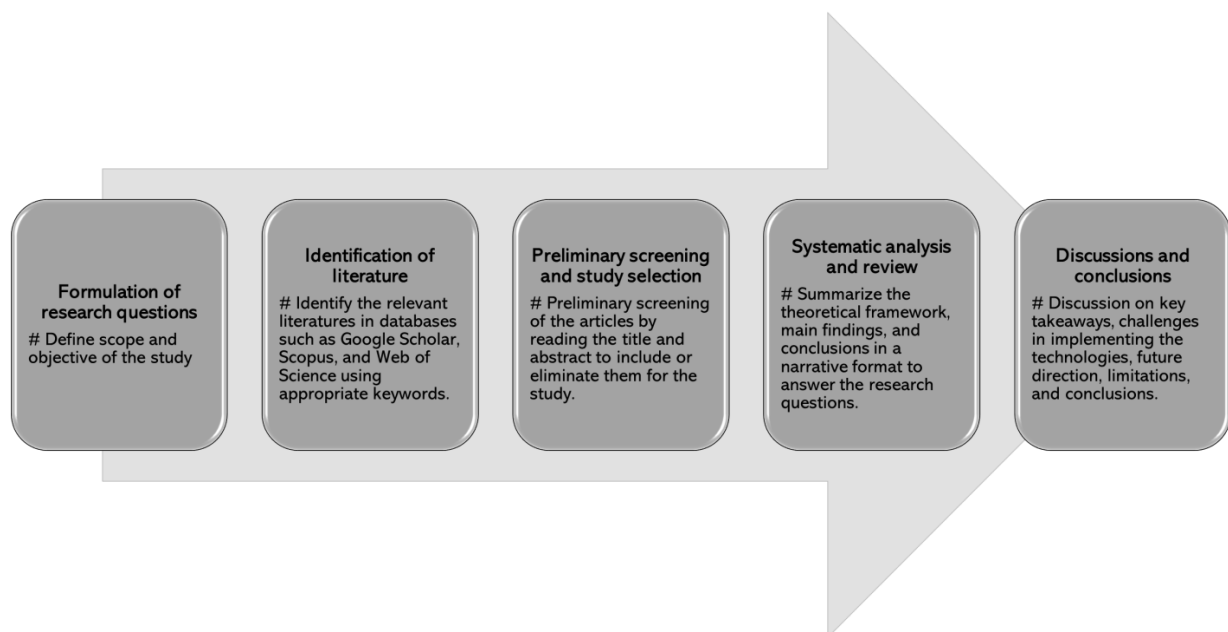 Formulation of
research questions
# Define scope and
objective of the study
Identification of
literature
# Identify the relevant
literatures in databases
such as Google Scholar,
Scopus, and Web of
Science using
appropriate keywords.
Preliminary screening
and study selection
# Preliminary screening
of the articles by
reading the title and
abstract to include or
eliminate them for the
study.
Systematic analysis
and review
# Summarize the
theoretical framework,
main findings, and
conclusions in a
narrative format to
answer the research
questions.
Discussions and
conclusions
# Discussion on key
takeaways, challenges
in implementing the
technologies, future
direction, limitations,
and conclusions.